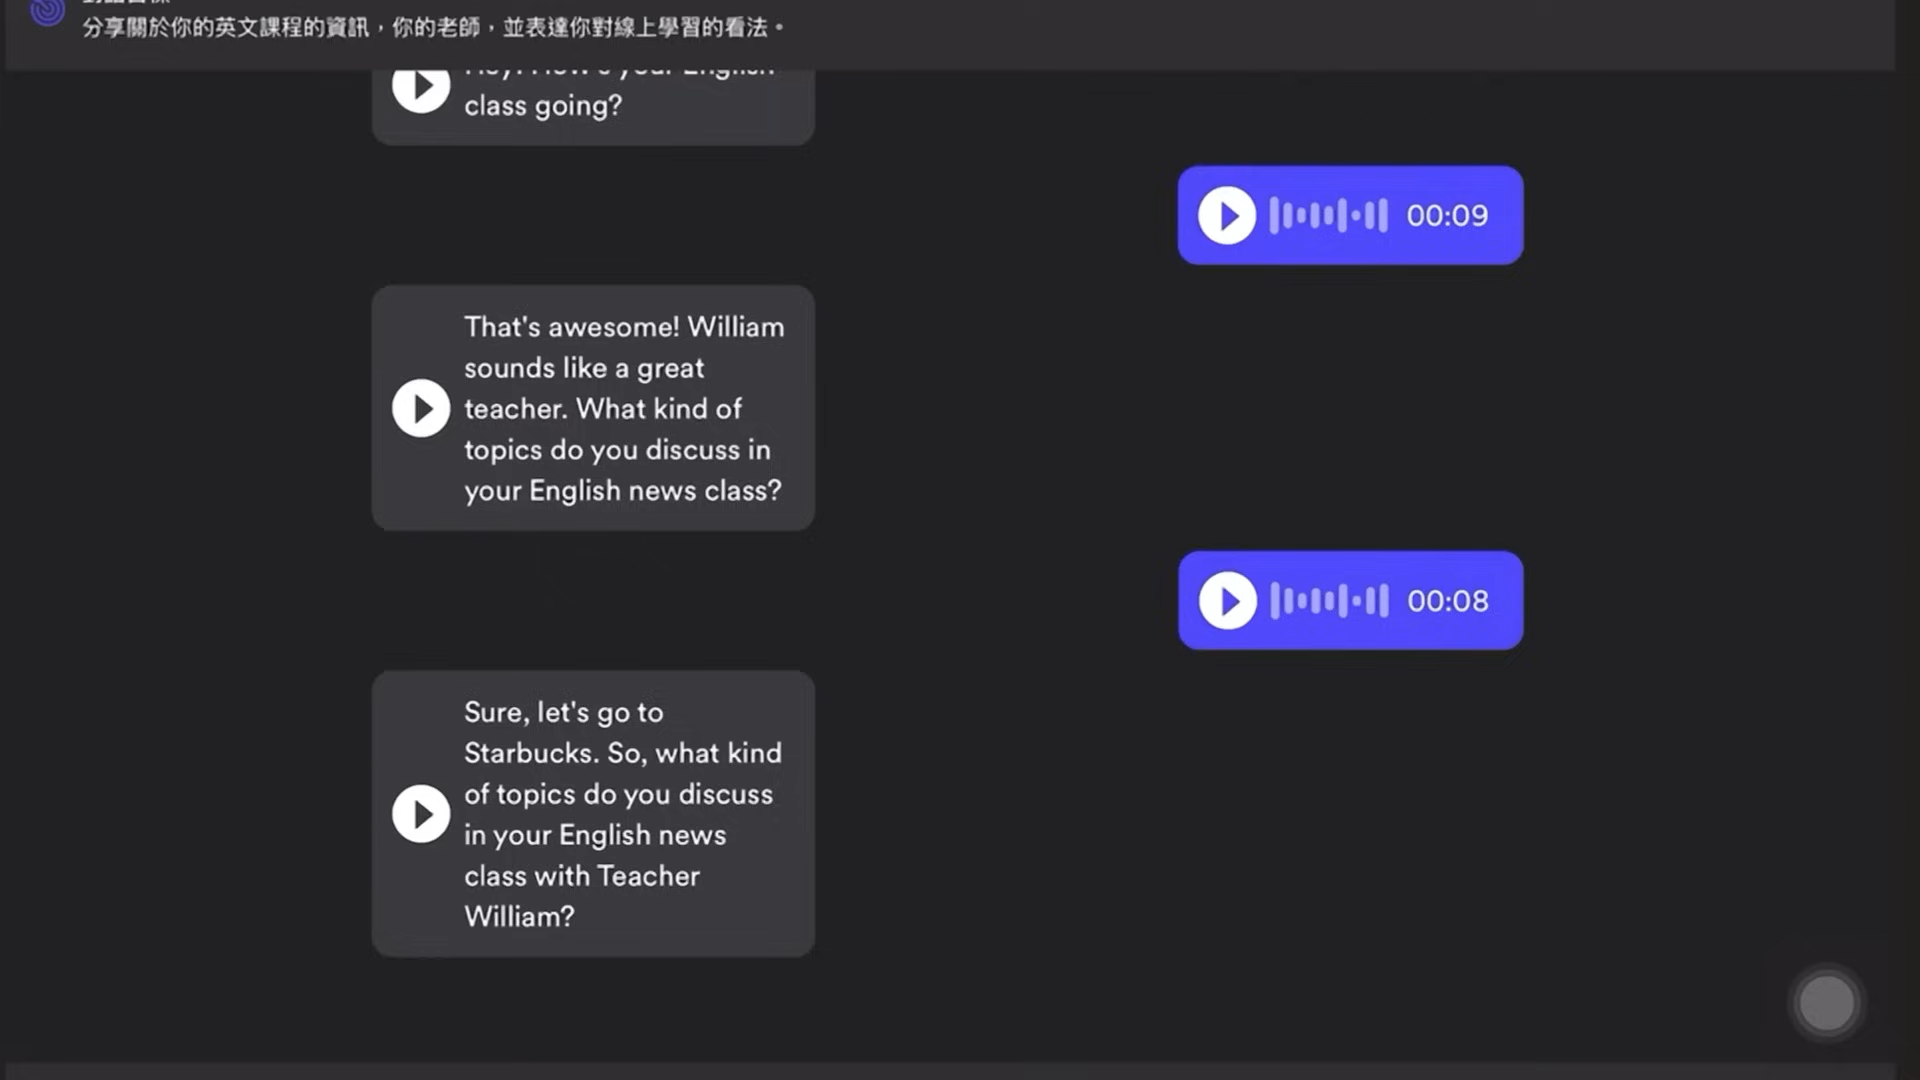 分享關於你的英文課程的資訊，你的老師，並表達你對線上學習的看法。
class going?
00:09
That's awesome! William
sounds like a great
teacher. What kind of
topics do you discuss in
your English news class?
00:08
Sure, let's go to
Starbucks. So, what kind
of topics do you discuss
in your English news
class with Teacher
William?